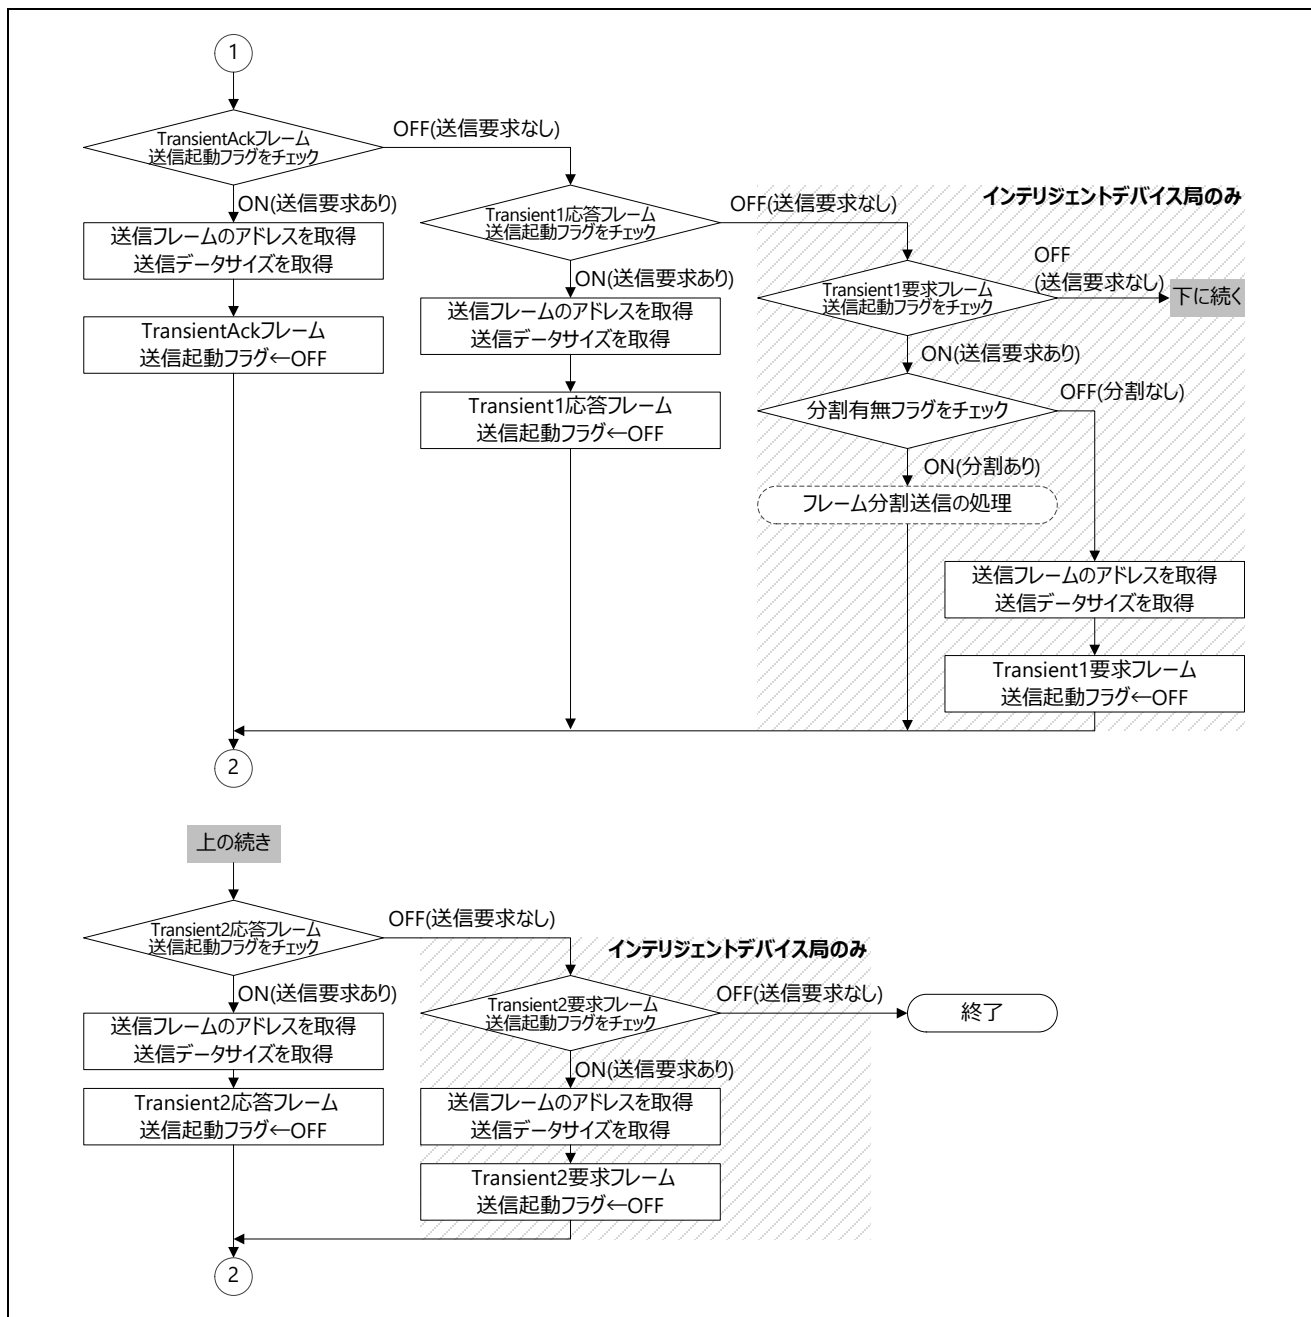 1
TransientAckフレーム
送信起動フラグをチェック
OFF(送信要求なし)
ON(送信要求あり)
送信フレームのアドレスを取得
送信データサイズを取得
TransientAckフレーム
送信起動フラグ←OFF
Transient1応答フレーム
送信起動フラグをチェック
OFF(送信要求なし)
ON(送信要求あり)
送信フレームのアドレスを取得
送信データサイズを取得
Transient1応答フレーム
送信起動フラグ←OFF
インテリジェントデバイス局のみ
Transient1要求フレーム
送信起動フラグをチェック
OFF
(送信要求なし)
下に続く
ON(送信要求あり)
分割有無フラグをチェック
OFF(分割なし)
ON(分割あり)
フレーム分割送信の処理
送信フレームのアドレスを取得
送信データサイズを取得
Transient1要求フレーム
送信起動フラグ←OFF
2
上の続き
Transient2応答フレーム
送信起動フラグをチェック
OFF(送信要求なし)
ON(送信要求あり)
送信フレームのアドレスを取得
送信データサイズを取得
Transient2応答フレーム
送信起動フラグ←OFF
インテリジェントデバイス局のみ
Transient2要求フレーム
送信起動フラグをチェック
OFF(送信要求なし)
終了
ON(送信要求あり)
送信フレームのアドレスを取得
送信データサイズを取得
Transient2要求フレーム
送信起動フラグ←OFF
2